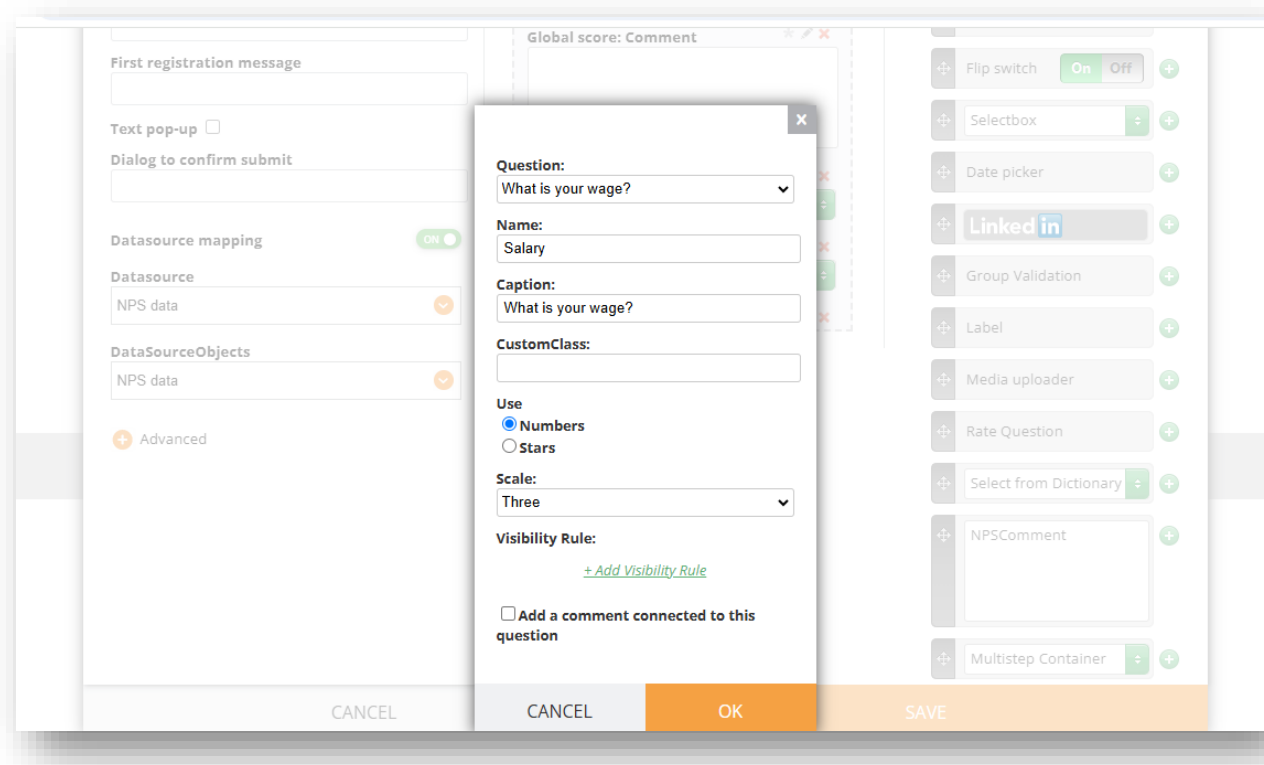 Global score: Comment
First registration message
Text pop-up
Dialog to confirm submit
Datasource mapping
ON
Datasource
NPS data
DataSourceObjects
NPS data
Advanced
CANCEL
x
Question:
What is your wage?
Name:
Salary
Caption:
What is your wage?
CustomClass:
Use
Numbers
Stars
Scale:
Three
Visibility Rule:
+ Add Visibility Rule
Add a comment connected to this
question
CANCEL
OK
Flip switch On Off
Selectbox
Date picker
Linked in
Group Validation
Label
Media uploader
Rate Question
Select from Dictionary
NPSComment
Multistep Container
SAVE